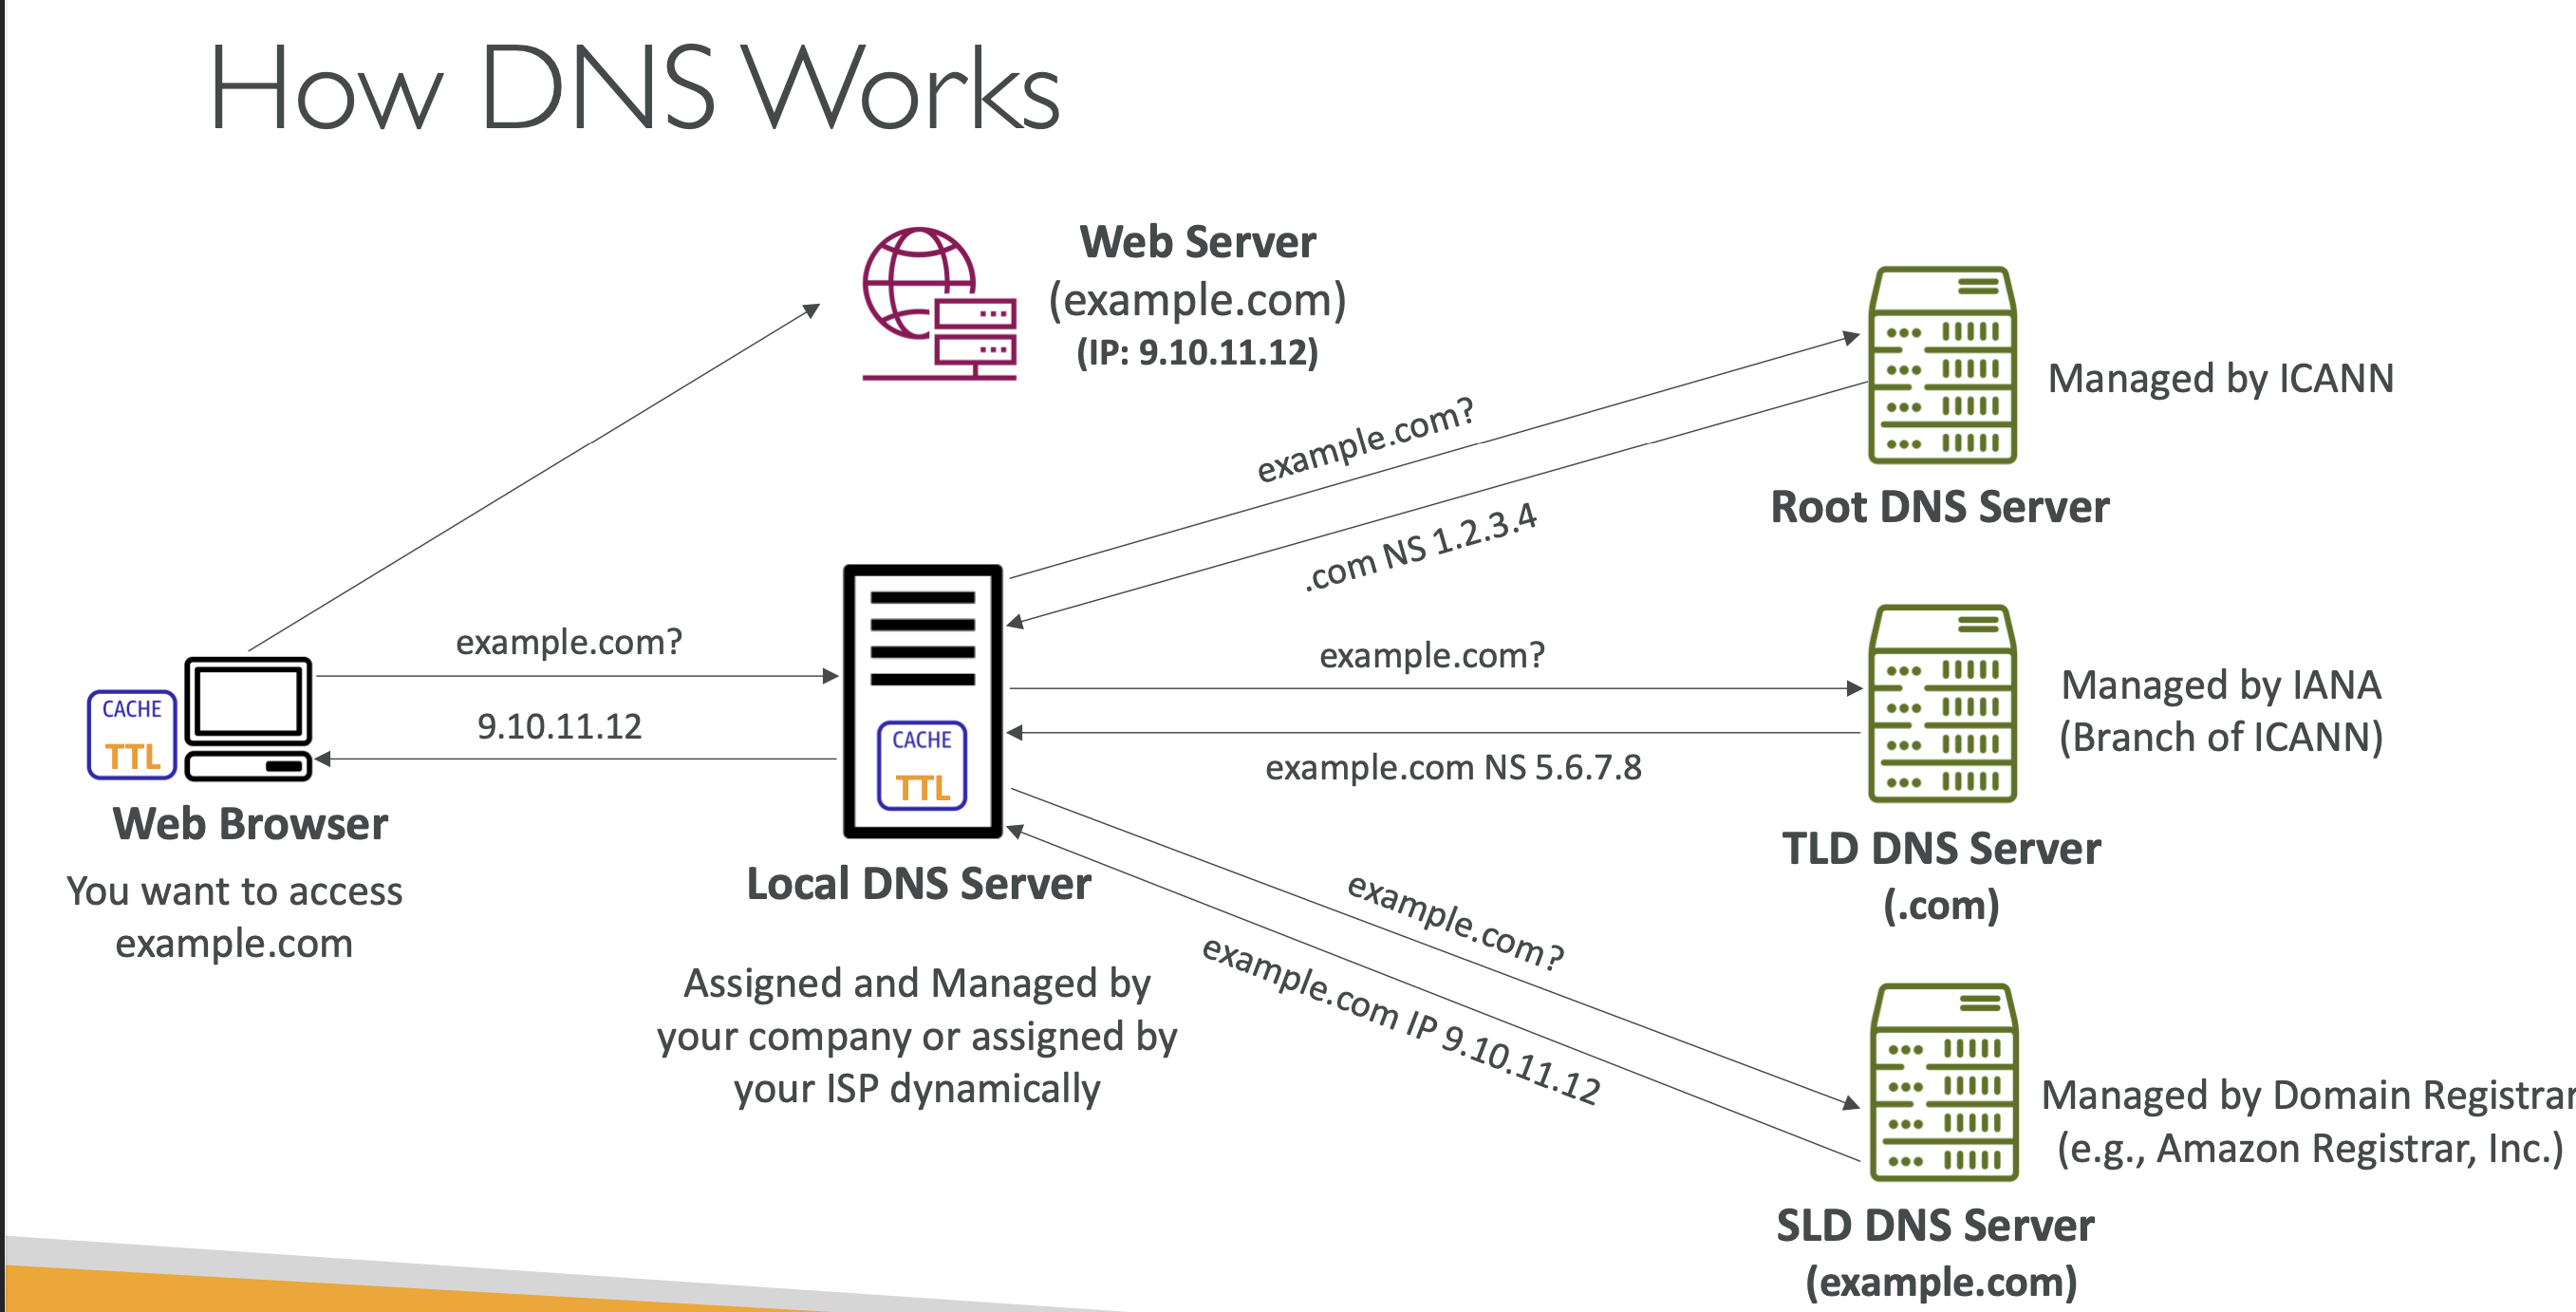 How DNS Works
Web Server
(example.com)
(IP: 9.10.11.12)
Managed by ICANN
Root DNS Server
example.com?
.com NS 1.2.3.4
example.com?
9.10.11.12
CACHE
TTL
Web Browser
You want to access
example.com
CACHE
TTL
Local DNS Server
Assigned and Managed by
your company or assigned by
your ISP dynamically
example.com?
example.com NS 5.6.7.8
Managed by IANA
(Branch of ICANN)
TLD DNS Server
(.com)
example.com?
example.com IP 9.10.11.12
Managed by Domain Registrar
(e.g., Amazon Registrar, Inc.)
SLD DNS Server
(example.com)